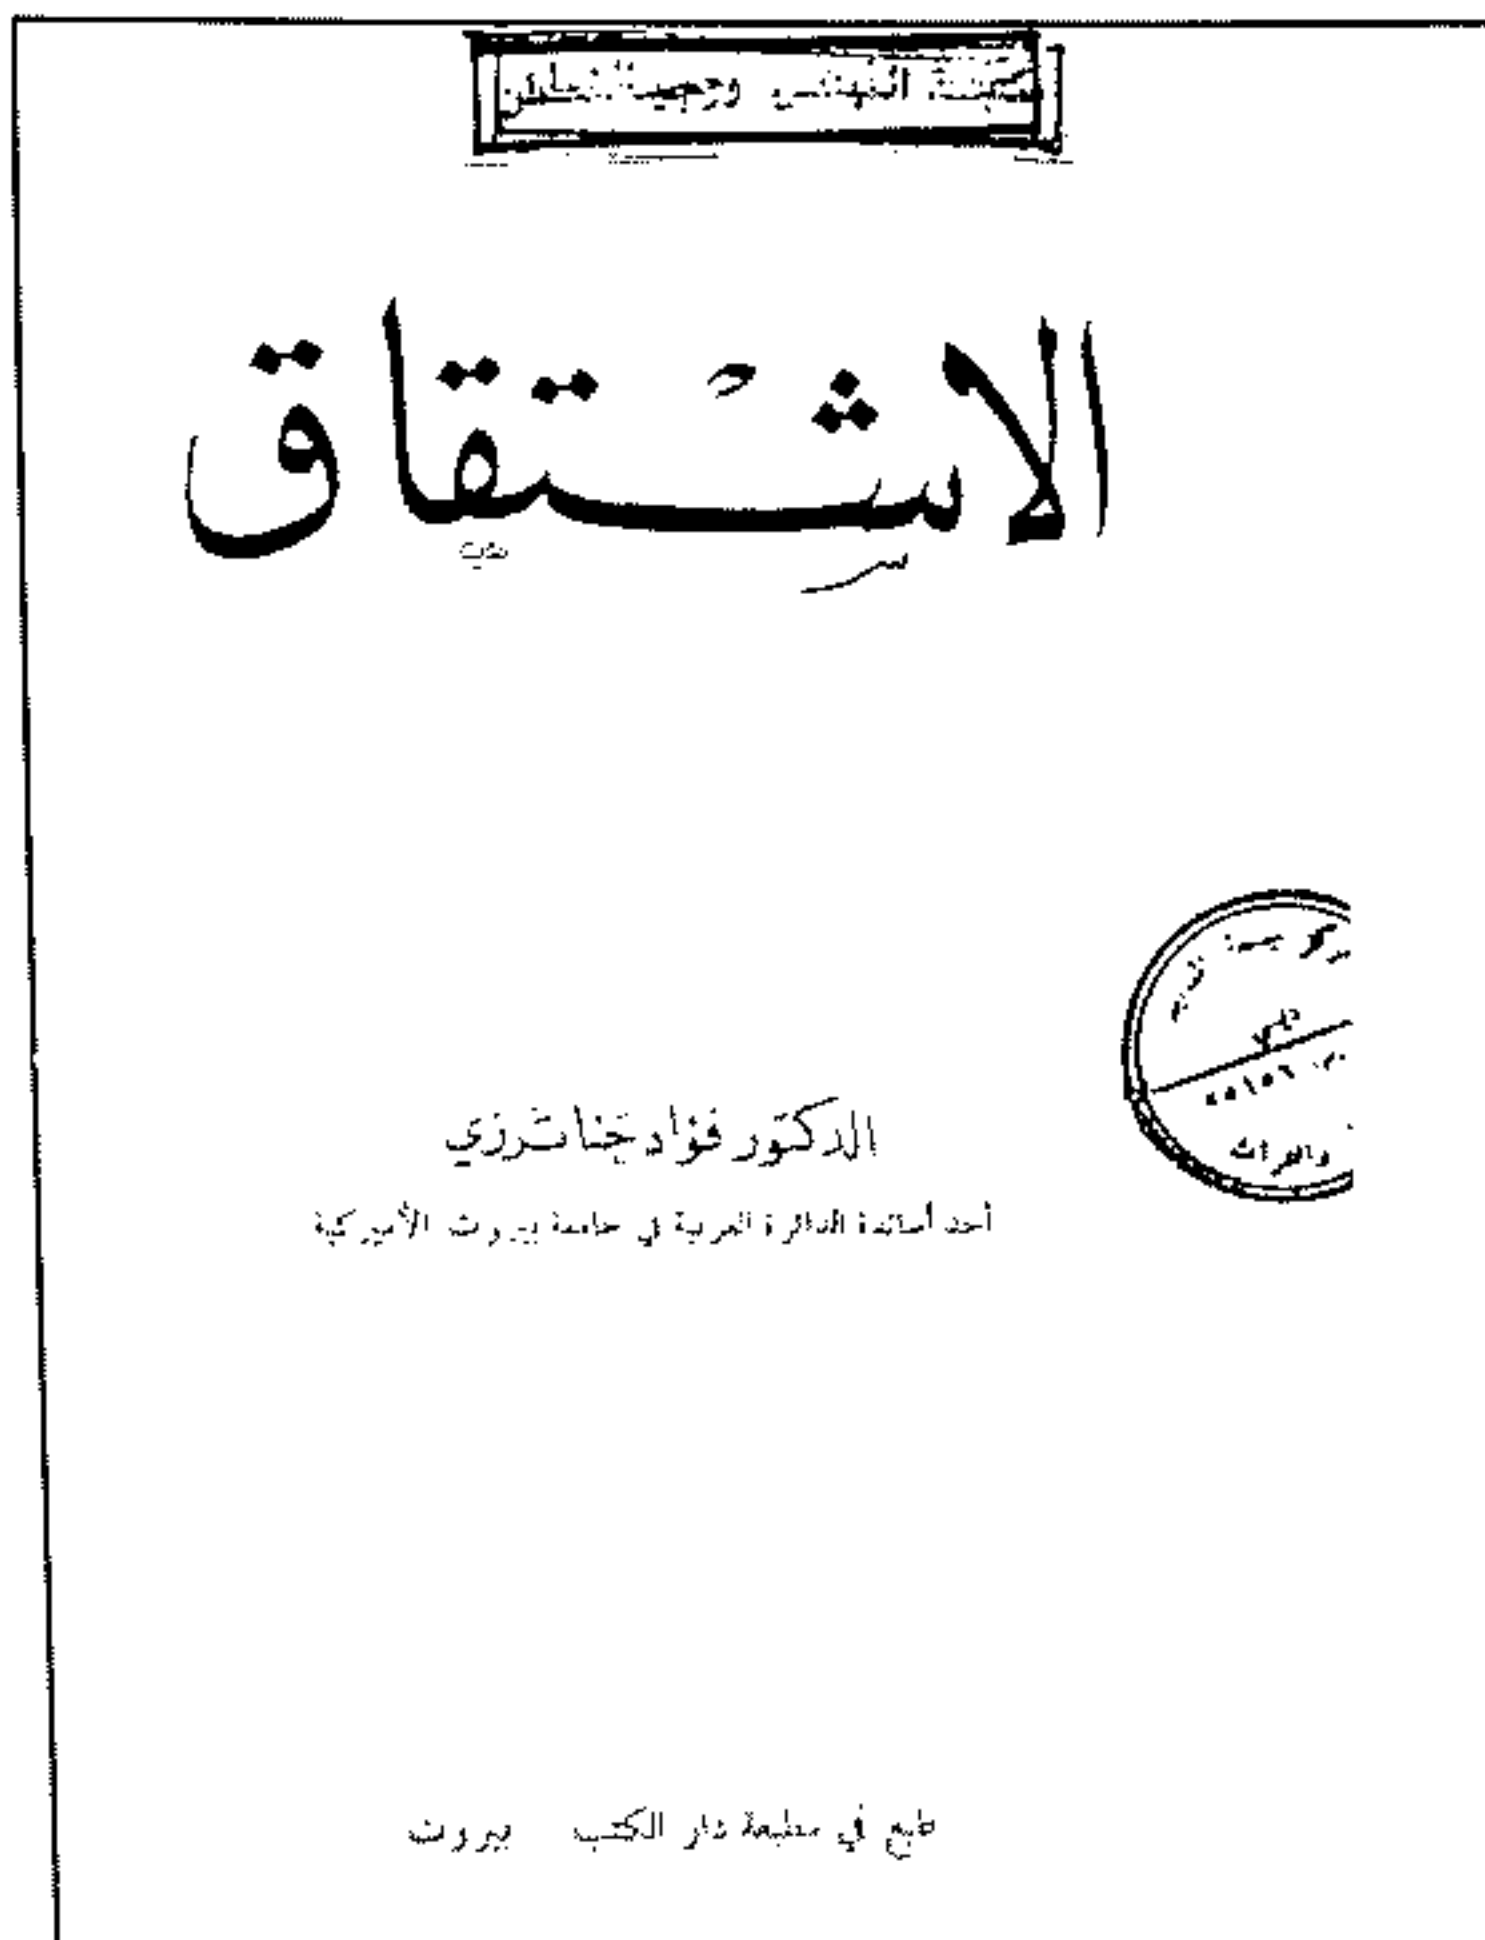 الاشتقاق
الدكتور فؤاد حنا ترزي
أحد أساتذة الدائرة العربية في جامعة بيروت الأميركية
والتراث
طبع في مطبعة دار الكتب بيروت